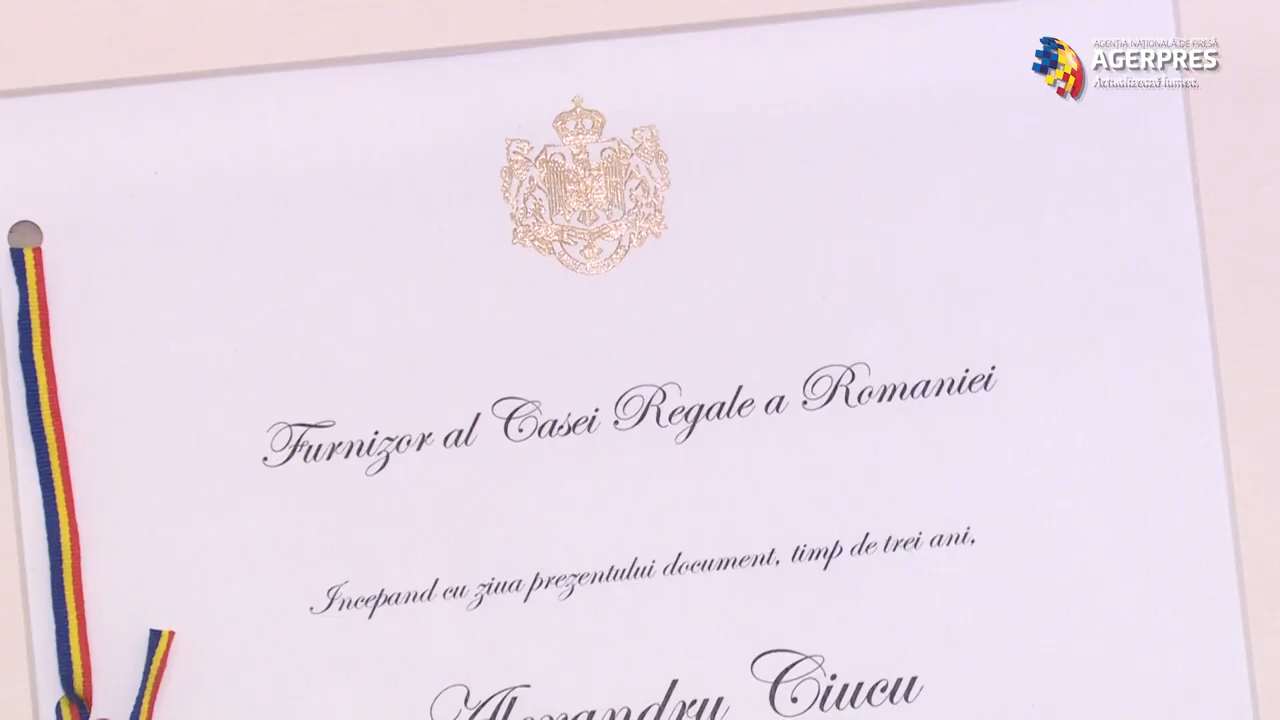 AGENȚIA NAȚIONALĂ DE PRESĂ
AGERPRES
Actualizează lumea.
Furnizor al Casei Regale a Romaniei
Incepand cu ziua prezentului document, timp de trei ani,
Alexandru Ciucu